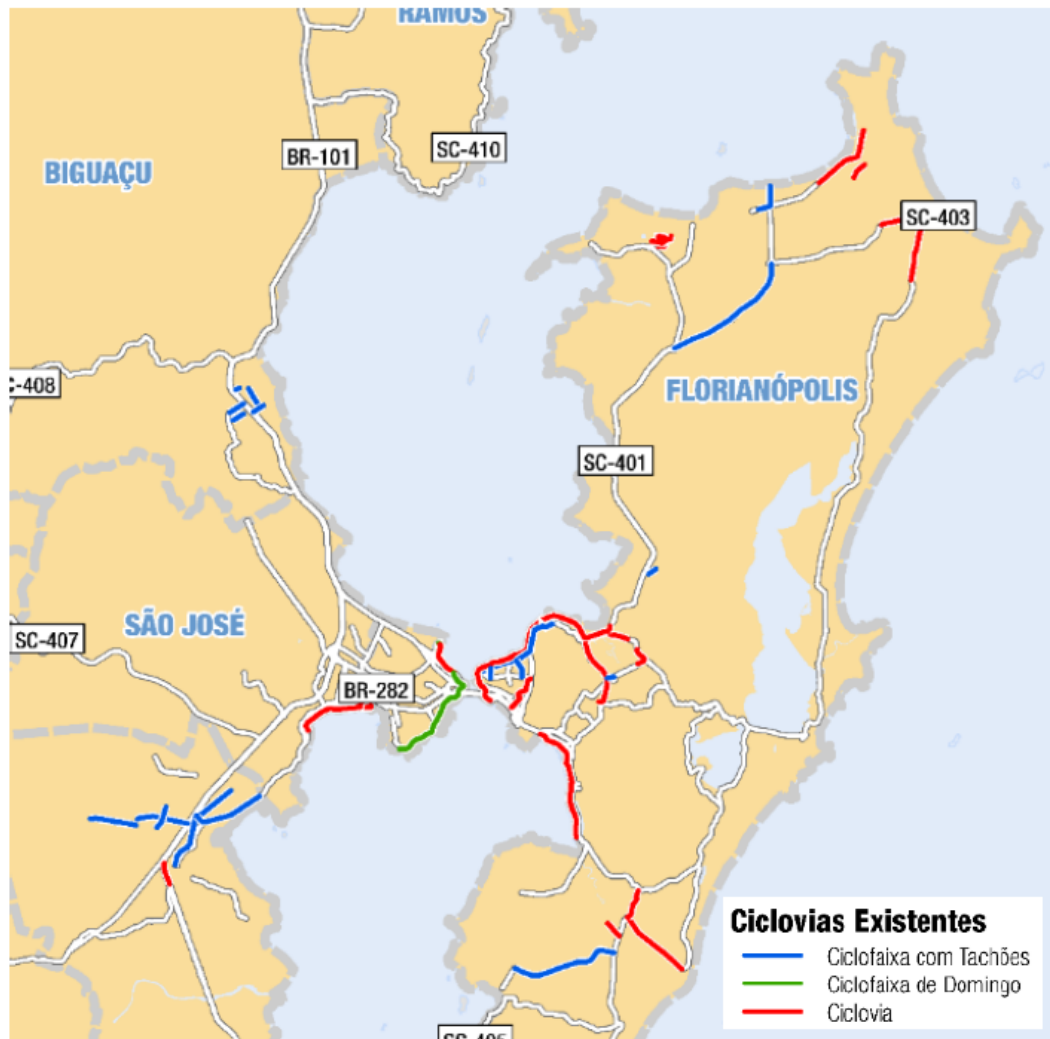 RAMOS
BR-101
SC-410
BIGUAÇU
SC-403
C-408
FLORIANÓPOLIS
SC-401
SÃO JOSÉ
SC-407
BR-282
Ciclovias Existentes
Ciclofaixa com Tachões
Ciclofaixa de Domingo
Ciclovia